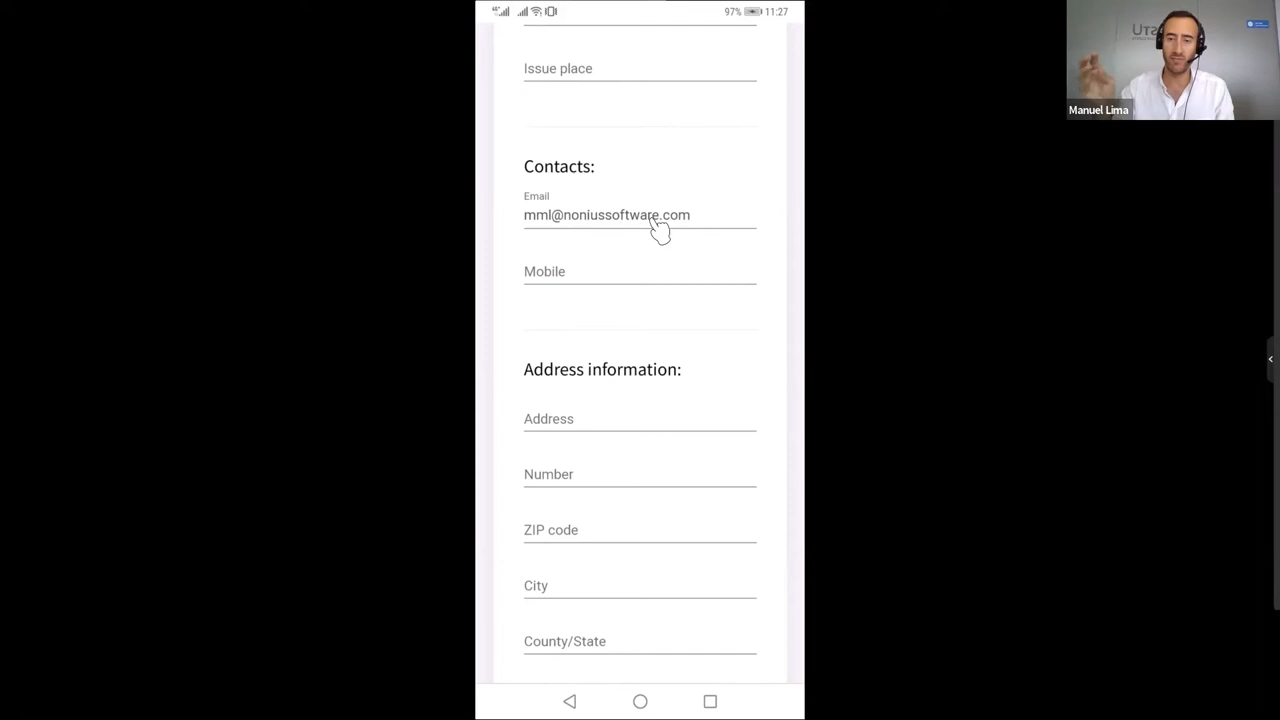 97% 11:27
Issue place
Contacts:
Email
mml@noniussoftware.com
Mobile
Address information:
Address
Number
ZIP code
City
County/State
Manuel Lima